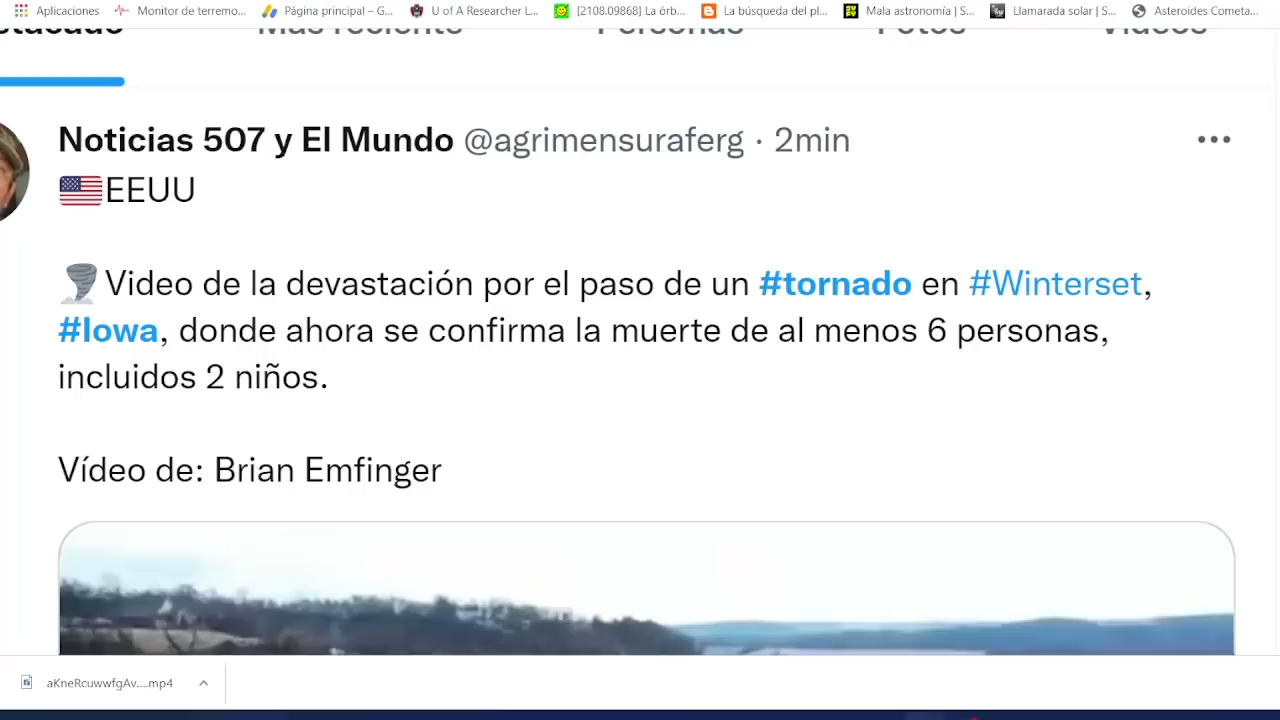 Aplicaciones
Monitor de terremo...
Página principal – G...
U of A Researcher L...
[2108.09868] La órb...
La búsqueda del pl...
Mala astronomía | S...
Llamarada solar | S...
Asteroides Cometa...
Más reciente
Personas
Fotos
Vídeos
Noticias 507 y El Mundo @agrimensuraferg · 2min
EEUU
Video de la devastación por el paso de un #tornado en #Winterset,
#Iowa, donde ahora se confirma la muerte de al menos 6 personas,
incluidos 2 niños.
Vídeo de: Brian Emfinger
aKneRcuwwfgAv....mp4